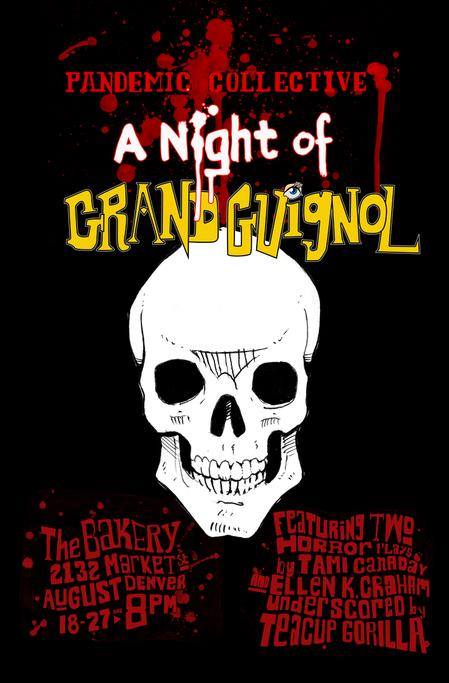 PANDEMIC COLLECTIVE
A Night of
GRAND GUiGNOL
The BAKERY
2132 MARKET ST
AUGUST DENVER
18-27 8PM
FEATURING TWO
HORROR PLAYS
by TAMI CANADAY
AND ELLEN K. GRAHAM
underscored by
TEACUP GORILLA